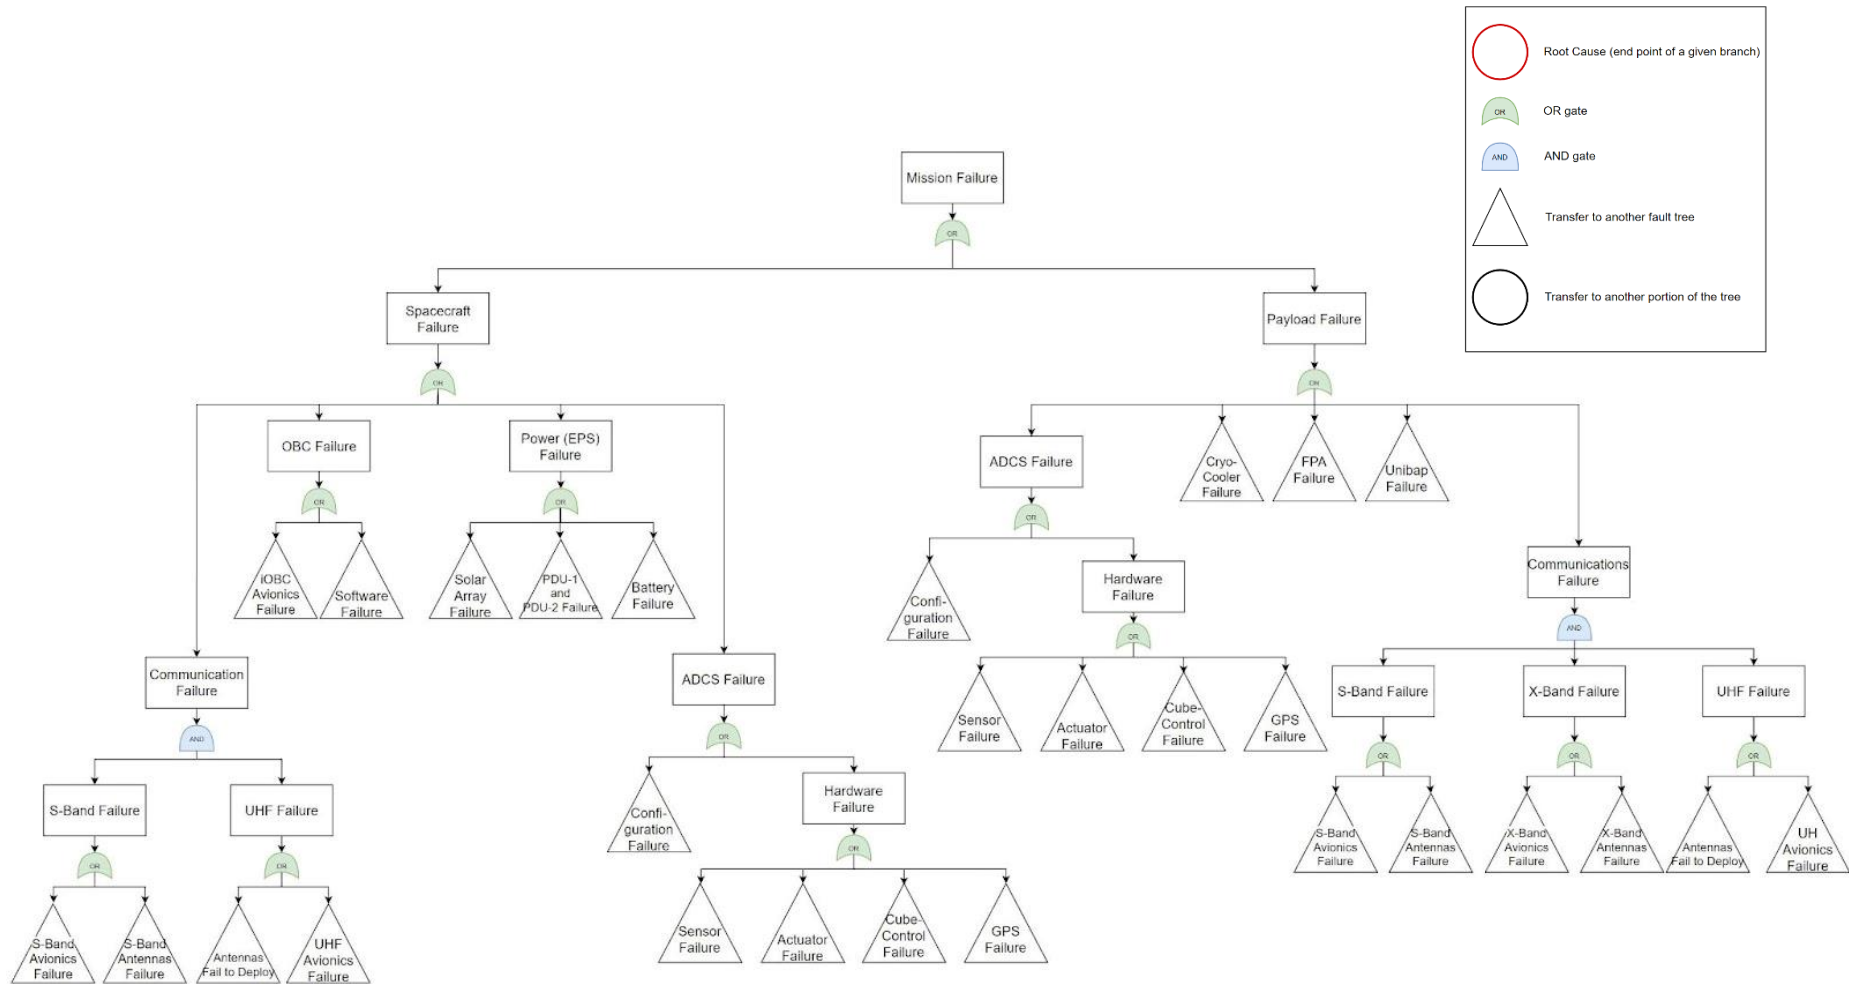 Root Cause (end point of a given branch)
OR
OR gate
AND
AND gate
Transfer to another fault tree
Transfer to another portion of the tree
Mission Failure
OR
Spacecraft
Failure
OR
Payload Failure
OR
OBC Failure
OR
iOBC
Avionics
Failure
Software
Failure
Power (EPS)
Failure
OR
Solar
Array
Failure
PDU-1
and
PDU-2 Failure
Battery
Failure
Communication
Failure
AND
S-Band Failure
OR
S-Band
Avionics
Failure
S-Band
Antennas
Failure
UHF Failure
OR
Antennas
Fail to Deploy
UHF
Avionics
Failure
ADCS Failure
OR
Confi-
guration
Failure
Hardware
Failure
OR
Sensor
Failure
Actuator
Failure
Cube-
Control
Failure
GPS
Failure
ADCS Failure
OR
Confi-
guration
Failure
Hardware
Failure
OR
Sensor
Failure
Actuator
Failure
Cube-
Control
Failure
GPS
Failure
Cryo-
Cooler
Failure
FPA
Failure
Unibap
Failure
Communications
Failure
AND
S-Band Failure
OR
S-Band
Avionics
Failure
S-Band
Antennas
Failure
X-Band Failure
OR
X-Band
Avionics
Failure
X-Band
Antennas
Failure
UHF Failure
OR
Antennas
Fail to Deploy
UH
Avionics
Failure